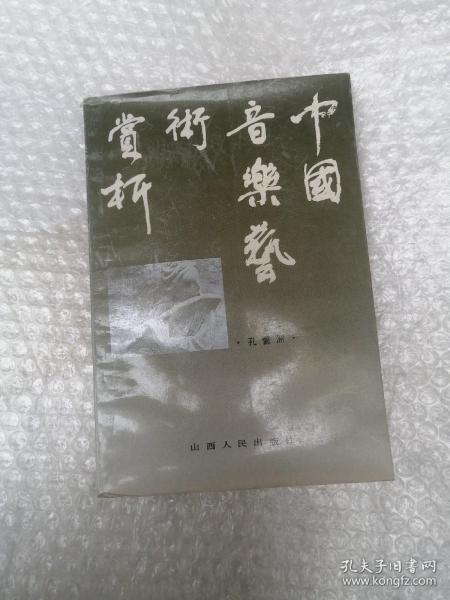 中國
音樂藝
術
賞析
·孔繁洲·
山西人民出版社
孔夫子旧书网
www.kongfz.com